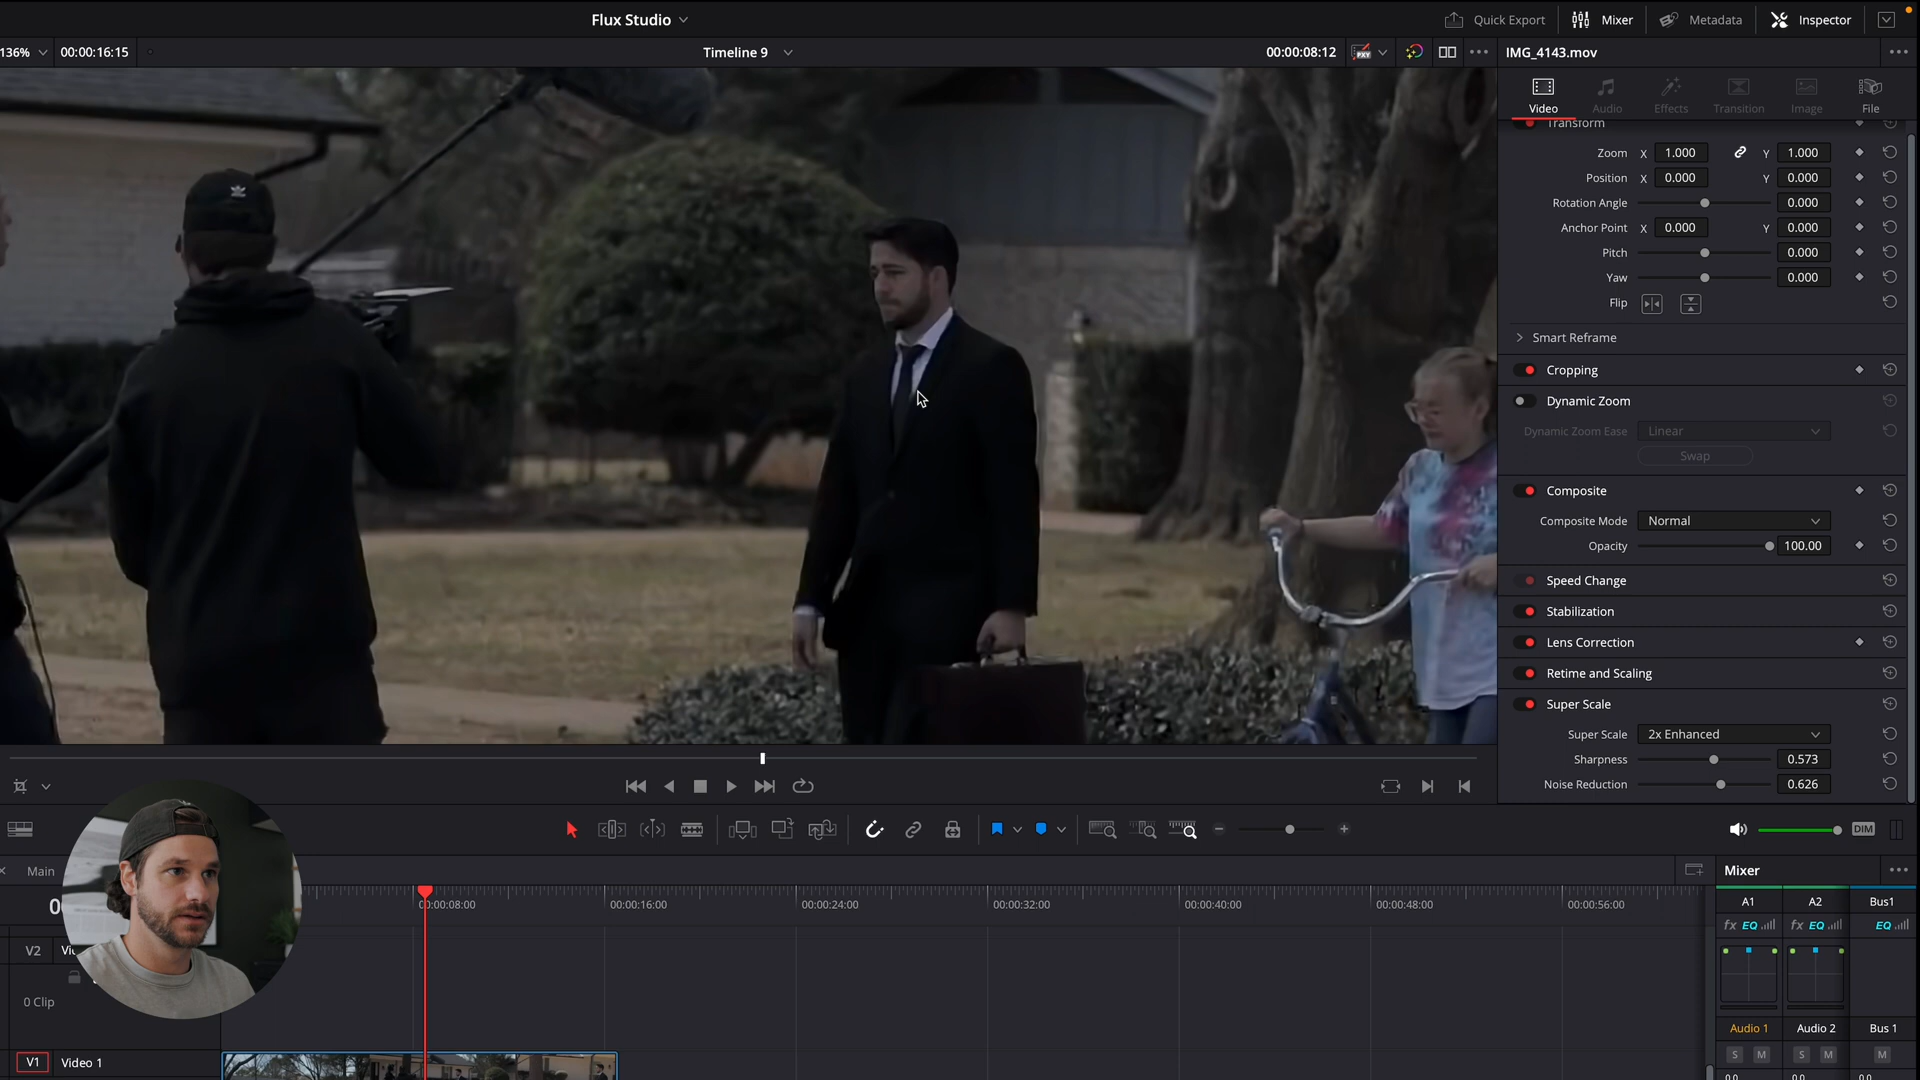 Flux Studio
Quick Export
Mixer
Metadata
Inspector
136%
00:00:16:15
Timeline 9
00:00:08:12
PXY
IMG_4143.mov
Video
Audio
Effects
Transition
Image
File
Transform
Zoom X 1.000 Y 1.000
Position X 0.000 Y 0.000
Rotation Angle 0.000
Anchor Point X 0.000 Y 0.000
Pitch 0.000
Yaw 0.000
Flip
Smart Reframe
Cropping
Dynamic Zoom
Dynamic Zoom Ease Linear
Swap
Composite
Composite Mode Normal
Opacity 100.00
Speed Change
Stabilization
Lens Correction
Retime and Scaling
Super Scale
Super Scale 2x Enhanced
Sharpness 0.573
Noise Reduction 0.626
DIM
Main
Mixer
00:00:08:00
00:00:16:00
00:00:24:00
00:00:32:00
00:00:40:00
00:00:48:00
00:00:56:00
A1
A2
Bus1
fx EQ
fx EQ
EQ
V2
0 Clip
Audio 1
Audio 2
Bus 1
V1 Video 1
S M
S M
M
0.0
0.0
0.0